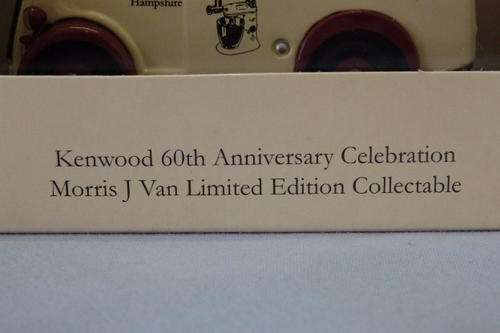 Hampshire
Kenwood 60th Anniversary Celebration
Morris J Van Limited Edition Collectable